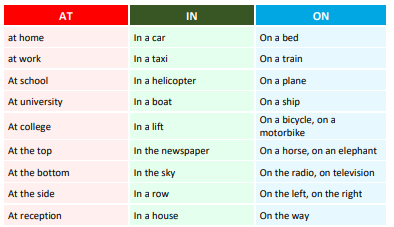 AT IN ON
at home In a car On a bed
at work In a taxi On a train
At school In a helicopter On a plane
At university In a boat On a ship
At college In a lift On a bicycle, on a
motorbike
At the top In the newspaper On a horse, on an elephant
At the bottom In the sky On the radio, on television
At the side In a row On the left, on the right
At reception In a house On the way